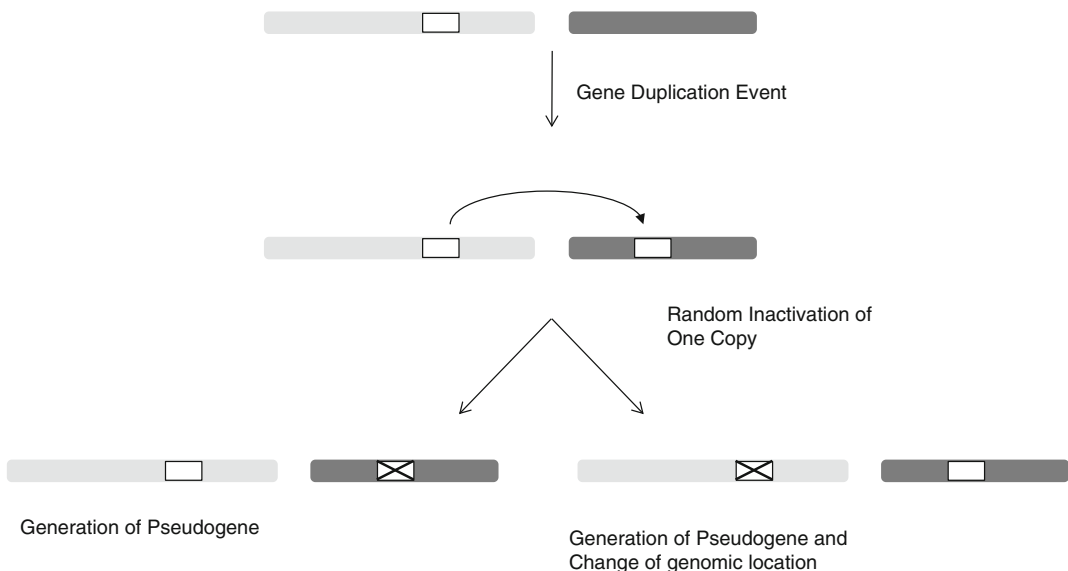 Gene Duplication Event
Random Inactivation of
One Copy
Generation of Pseudogene
Generation of Pseudogene and
Change of genomic location